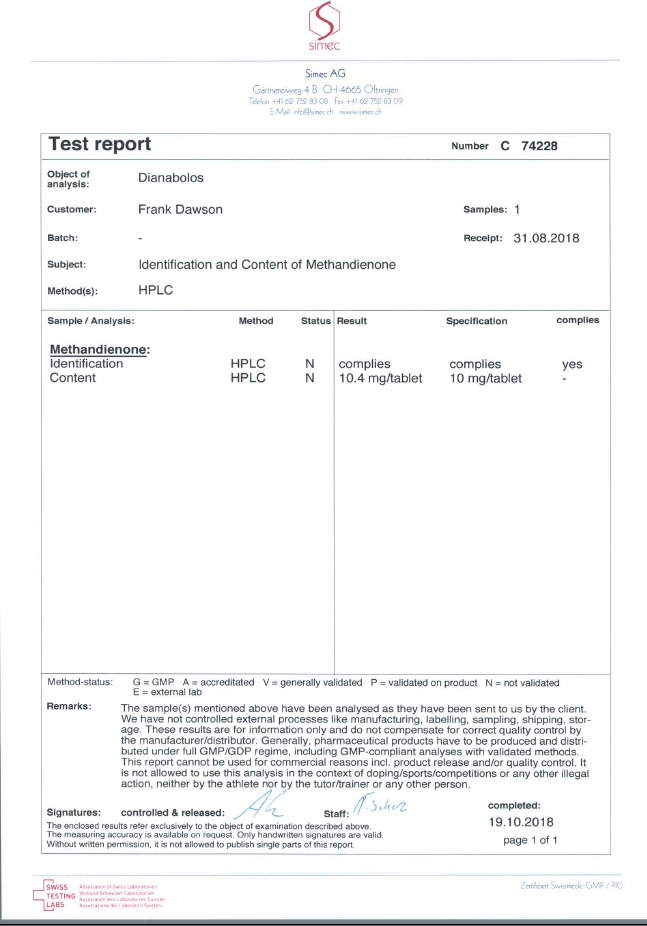 simec
Simec AG
Gärtnereiweg 4 B CH-4665 Oftringen
Telefon +41 62 752 83 08 Fax +41 62 752 83 09
E-Mail info@simec.ch www.simec.ch
Test report Number C 74228
Object of analysis: Dianabolos
Customer: Frank Dawson Samples: 1
Batch: - Receipt: 31.08.2018
Subject: Identification and Content of Methandienone
Method(s): HPLC
Sample / Analysis: Method Status Result Specification complies
Methandienone:
Identification HPLC N complies complies yes
Content HPLC N 10.4 mg/tablet 10 mg/tablet -
Method-status: G = GMP A = accreditated V = generally validated P = validated on product N = not validated
E = external lab
Remarks: The sample(s) mentioned above have been analysed as they have been sent to us by the client.
We have not controlled external processes like manufacturing, labelling, sampling, shipping, stor-
age. These results are for information only and do not compensate for correct quality control by
the manufacturer/distributor. Generally, pharmaceutical products have to be produced and distri-
buted under full GMP/GDP regime, including GMP-compliant analyses with validated methods.
This report cannot be used for commercial reasons incl. product release and/or quality control. It
is not allowed to use this analysis in the context of doping/sports/competitions or any other illegal
action, neither by the athlete nor by the tutor/trainer or any other person.
Signatures: controlled & released: Staff: completed:
19.10.2018
The enclosed results refer exclusively to the object of examination described above.
The measuring accuracy is available on request. Only handwritten signatures are valid.
Without written permission, it is not allowed to publish single parts of this report.
page 1 of 1
SWISS TESTING LABS
Association of Swiss Laboratories
Verband Schweizer Laboratorien
Association des Laboratoires Suisses
Associazione dei Laboratori Svizzeri
Zertifiziert Swissmedic GMP / PIC